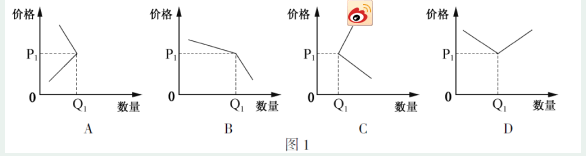 价格 价格 价格 价格
P₁ P₁ P₁ P₁
0 Q₁ 数量 0 Q₁ 数量 0 Q₁ 数量 0 Q₁ 数量
A B C D
图1